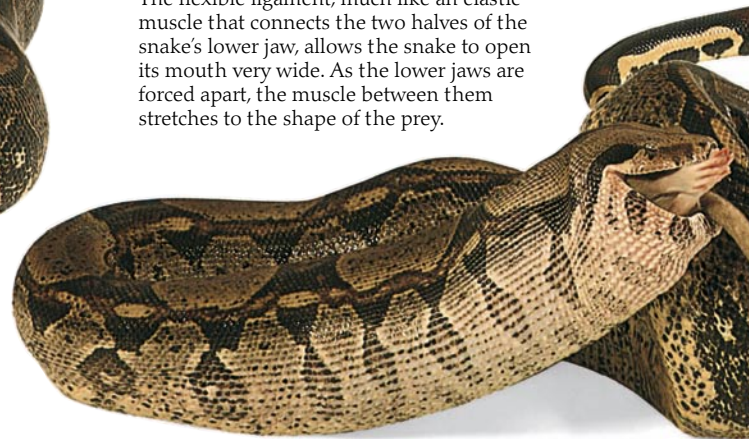 The flexible ligament, much like an elastic
muscle that connects the two halves of the
snake's lower jaw, allows the snake to open
its mouth very wide. As the lower jaws are
forced apart, the muscle between them
stretches to the shape of the prey.